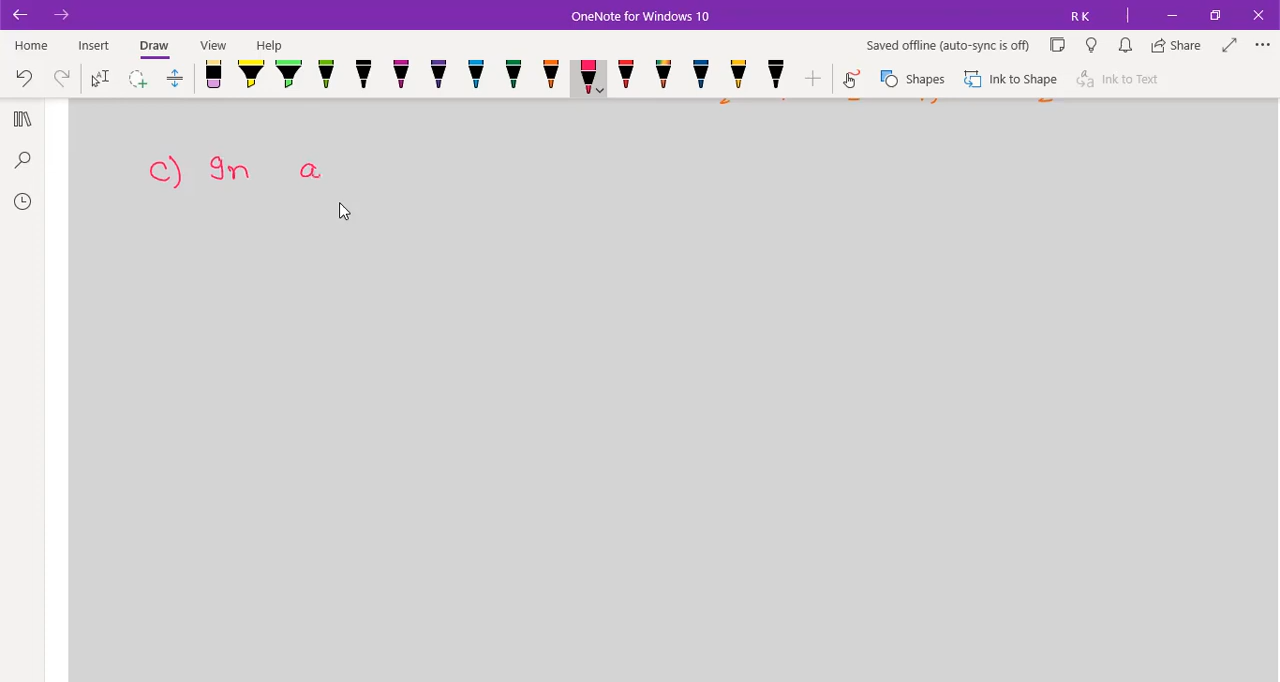 OneNote for Windows 10
R K
Home Insert Draw View Help
Saved offline (auto-sync is off)
Share
Shapes
Ink to Shape
Ink to Text
c) In a